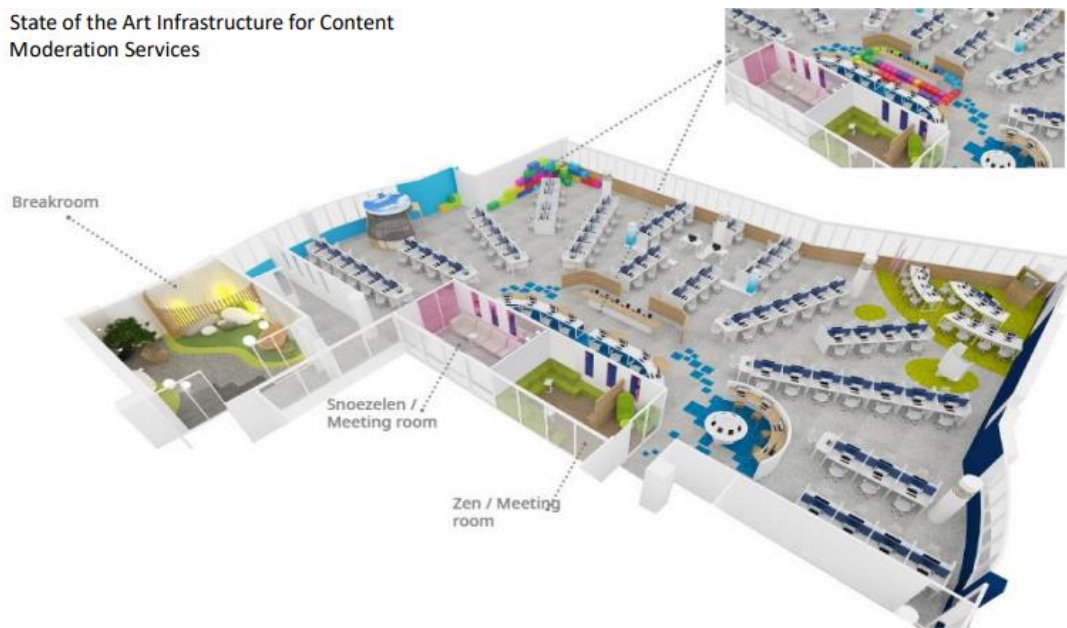 State of the Art Infrastructure for Content
Moderation Services
Breakroom
Snoezelen /
Meeting room
Zen / Meeting
room